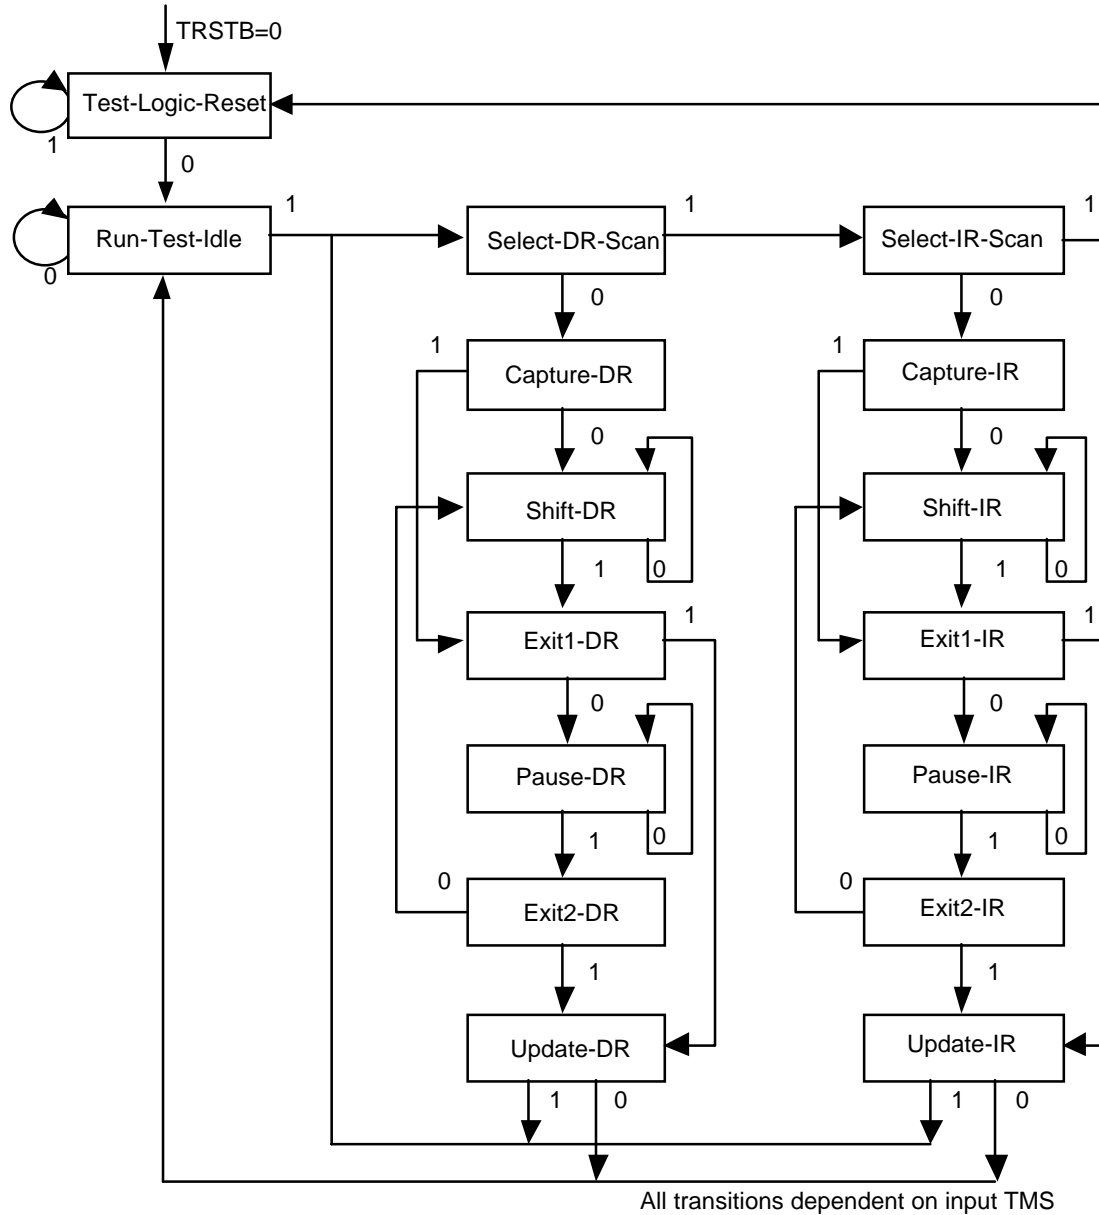 TRSTB=0
Test-Logic-Reset
1
0
1
1
1
Run-Test-Idle
Select-DR-Scan
Select-IR-Scan
0
0
0
1
1
Capture-DR
Capture-IR
0
0
Shift-DR
Shift-IR
1
0
1
0
1
1
Exit1-DR
Exit1-IR
0
0
Pause-DR
Pause-IR
1
0
1
0
0
0
Exit2-DR
Exit2-IR
1
1
Update-DR
Update-IR
1
0
1
0
All transitions dependent on input TMS